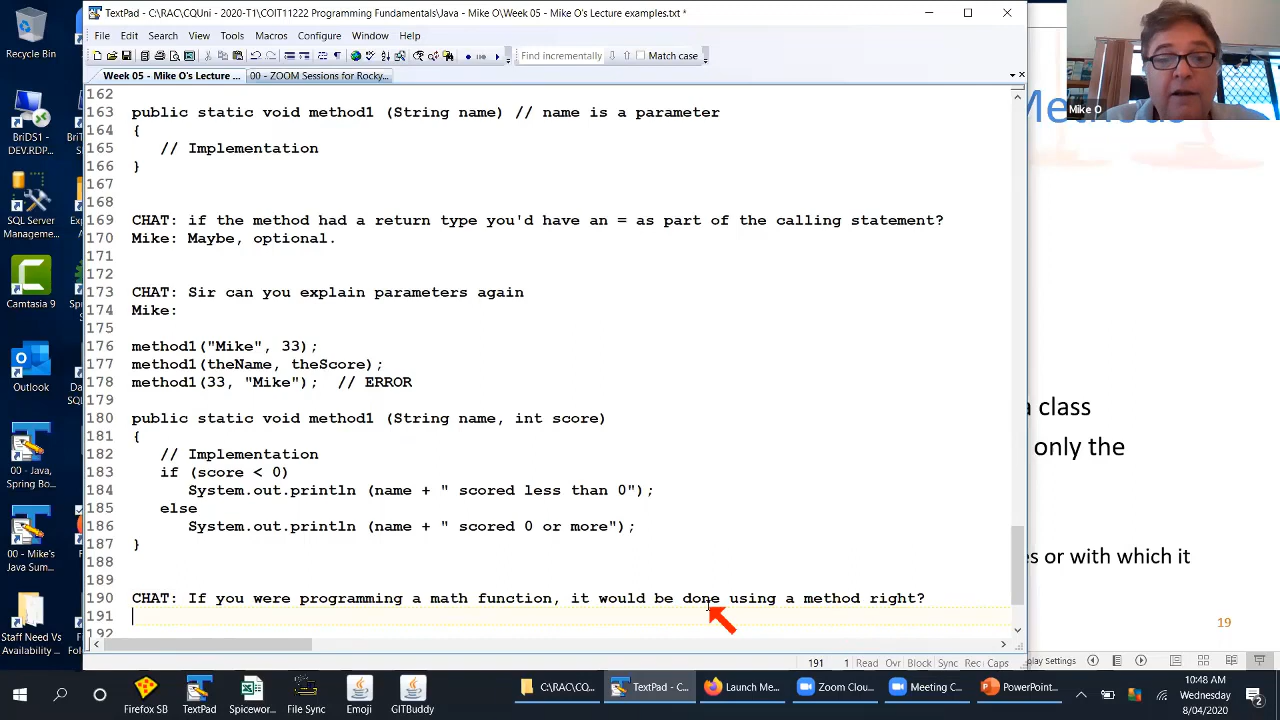 Recycle Bin
BriDS1 -
DEV.RDP...
SQL Server
Manageme...
Camtasia 9
Outlook
00 - Java,
Spring Bo...
00 - Mike's
Java Sum...
Staff Need Vs
Availability ...
TextPad - C:\RAC\CQUni - 2020-T1\COIT11222 Programming Fundamentals\Java - Mike O\Week 05 - Mike O's Lecture examples.txt *
File Edit Search View Tools Macros Configure Window Help
Find incrementally Match case
Week 05 - Mike O's Lecture ... 00 - ZOOM Sessions for Rocky...
162
163 public static void method1 (String name) // name is a parameter
164 {
165 // Implementation
166 }
167
168
169 CHAT: if the method had a return type you'd have an = as part of the calling statement?
170 Mike: Maybe, optional.
171
172
173 CHAT: Sir can you explain parameters again
174 Mike:
175
176 method1("Mike", 33);
177 method1(theName, theScore);
178 method1(33, "Mike"); // ERROR
179
180 public static void method1 (String name, int score)
181 {
182 // Implementation
183 if (score < 0)
184 System.out.println (name + " scored less than 0");
185 else
186 System.out.println (name + " scored 0 or more");
187 }
188
189
190 CHAT: If you were programming a math function, it would be done using a method right?
191
192
191 1 Read Ovr Block Sync Rec Caps
Mike O
Methods
a class
only the
es or with which it
19
lay Settings
Firefox SB
TextPad
Spicewor...
File Sync
Emoji
GITBuddy
C:\RAC\CQ...
TextPad - C...
Launch Me...
Zoom Clou...
Meeting C...
PowerPoint...
10:48 AM
Wednesday
8/04/2020
2